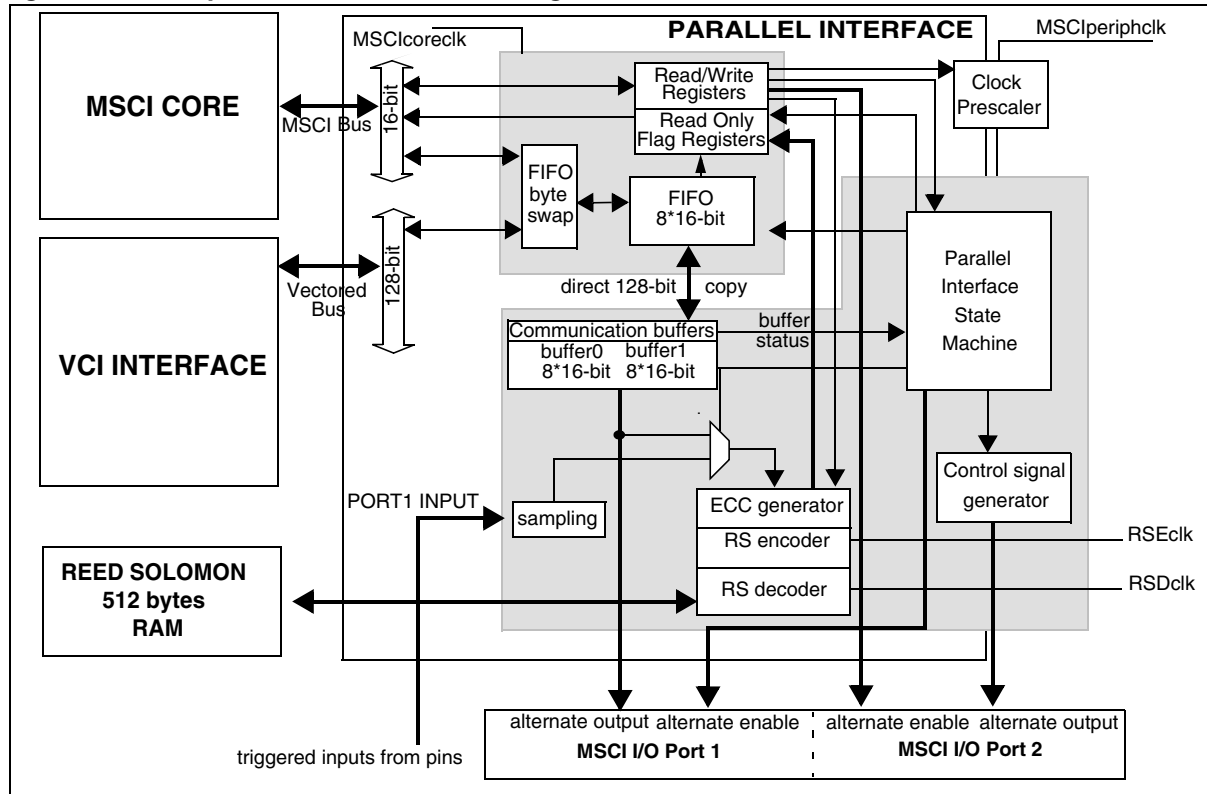 PARALLEL INTERFACE
MSCIcoreclk
MSCIperiphclk
MSCI CORE
MSCI Bus
16-bit
Read/Write
Registers
Read Only
Flag Registers
Clock
Prescaler
FIFO
byte
swap
FIFO
8*16-bit
VCI INTERFACE
Vectored
Bus
128-bit
direct 128-bit copy
Parallel
Interface
State
Machine
Communication buffers
buffer0 buffer1
8*16-bit 8*16-bit
buffer
status
Control signal
generator
PORT1 INPUT
sampling
ECC generator
RS encoder
RS decoder
RSEclk
RSDclk
REED SOLOMON
512 bytes
RAM
alternate output alternate enable
MSCI I/O Port 1
alternate enable alternate output
MSCI I/O Port 2
triggered inputs from pins